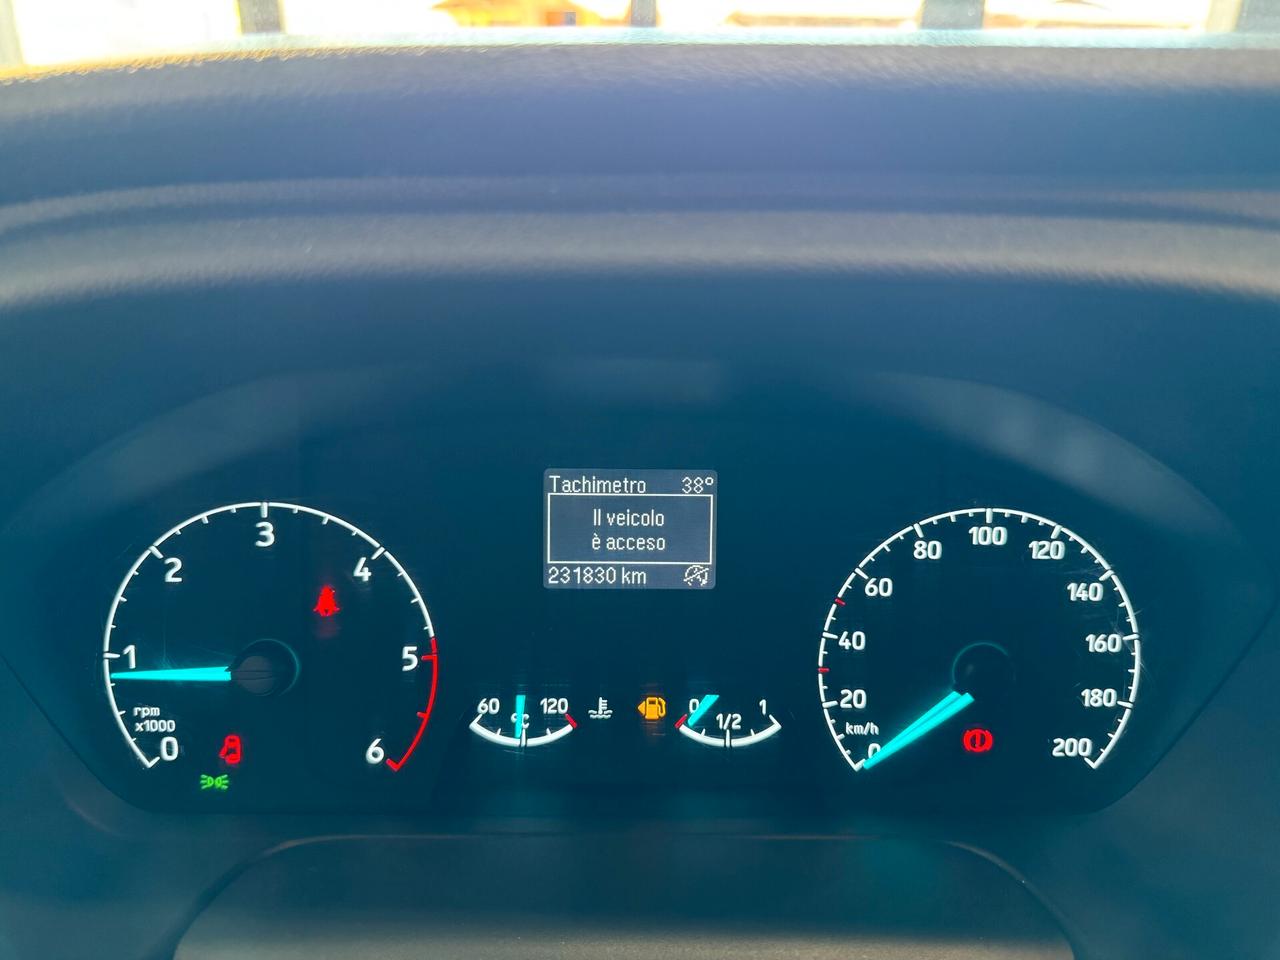 Tachimetro 38°
Il veicolo
è acceso
231830 km
0 1 2 3 4 5 6
rpm
x1000
60 120
°C
0 1/2 1
0 20 40 60 80 100 120 140 160 180 200
km/h